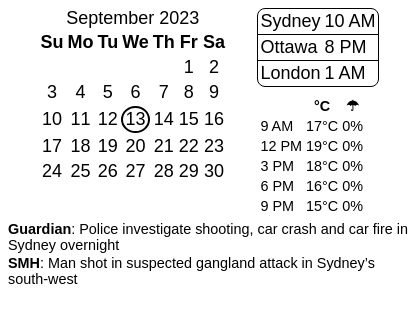 September 2023
Su Mo Tu We Th Fr Sa
1 2
3 4 5 6 7 8 9
10 11 12 13 14 15 16
17 18 19 20 21 22 23
24 25 26 27 28 29 30
Sydney 10 AM
Ottawa 8 PM
London 1 AM
°C ☂
9 AM 17°C 0%
12 PM 19°C 0%
3 PM 18°C 0%
6 PM 16°C 0%
9 PM 15°C 0%
Guardian: Police investigate shooting, car crash and car fire in
Sydney overnight
SMH: Man shot in suspected gangland attack in Sydney’s
south-west